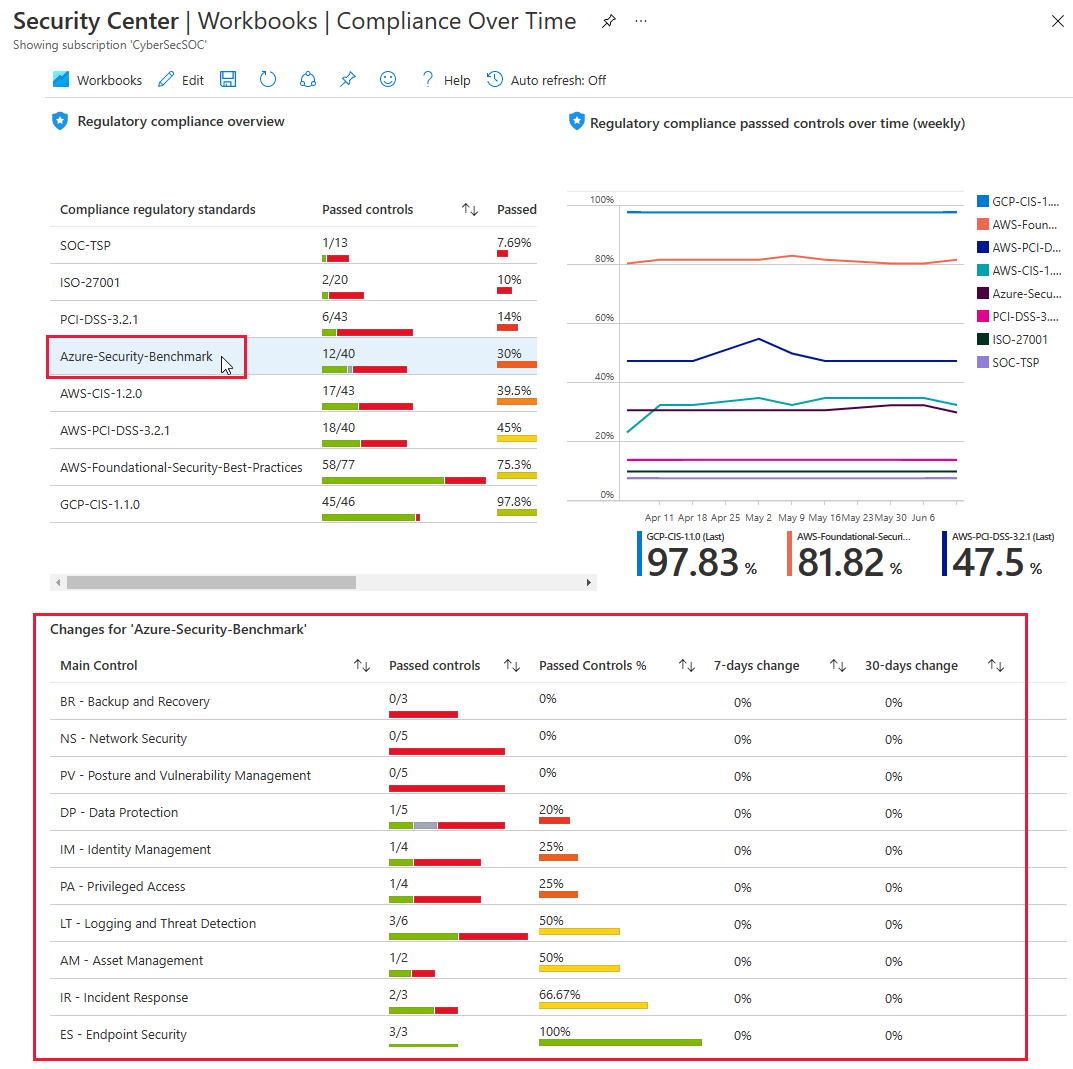 Security Center | Workbooks | Compliance Over Time ...
Showing subscription 'CyberSecSOC'
Workbooks Edit ? Help Auto refresh: Off
Regulatory compliance overview
Compliance regulatory standards Passed controls Passed
SOC-TSP 1/13 7.69%
ISO-27001 2/20 10%
PCI-DSS-3.2.1 6/43 14%
Azure-Security-Benchmark 12/40 30%
AWS-CIS-1.2.0 17/43 39.5%
AWS-PCI-DSS-3.2.1 18/40 45%
AWS-Foundational-Security-Best-Practices 58/77 75.3%
GCP-CIS-1.1.0 45/46 97.8%
Regulatory compliance passsed controls over time (weekly)
100%
80%
60%
40%
20%
0%
Apr 11 Apr 18 Apr 25 May 2 May 9 May 16 May 23 May 30 Jun 6
GCP-CIS-1....
AWS-Foun...
AWS-PCI-D...
AWS-CIS-1....
Azure-Secu...
PCI-DSS-3....
ISO-27001
SOC-TSP
GCP-CIS-1.1.0 (Last) AWS-Foundational-Securi... AWS-PCI-DSS-3.2.1 (Last)
97.83 % 81.82 % 47.5 %
Changes for 'Azure-Security-Benchmark'
Main Control Passed controls Passed Controls % 7-days change 30-days change
BR - Backup and Recovery 0/3 0% 0% 0%
NS - Network Security 0/5 0% 0% 0%
PV - Posture and Vulnerability Management 0/5 0% 0% 0%
DP - Data Protection 1/5 20% 0% 0%
IM - Identity Management 1/4 25% 0% 0%
PA - Privileged Access 1/4 25% 0% 0%
LT - Logging and Threat Detection 3/6 50% 0% 0%
AM - Asset Management 1/2 50% 0% 0%
IR - Incident Response 2/3 66.67% 0% 0%
ES - Endpoint Security 3/3 100% 0% 0%